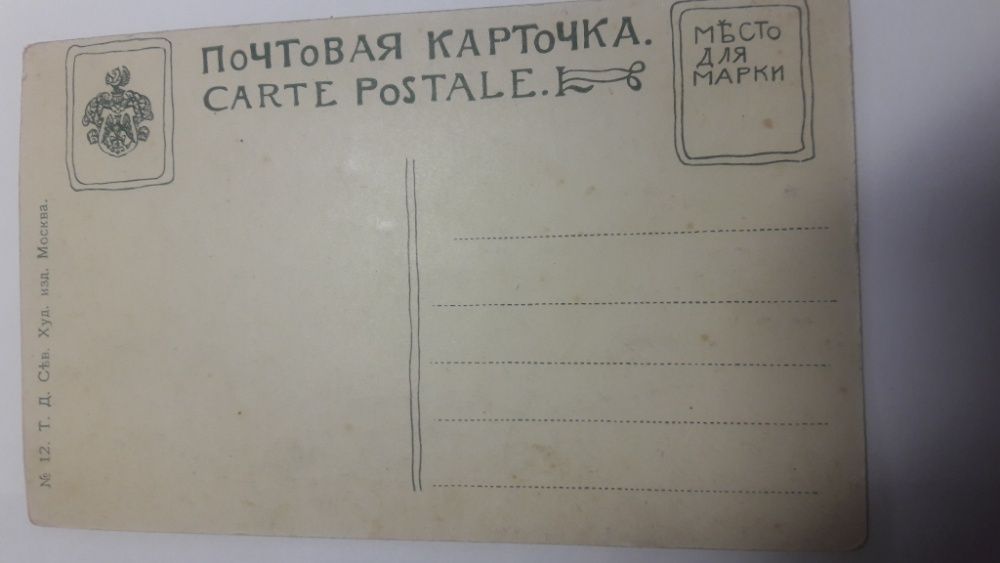 ПОЧТОВАЯ КАРТОЧКА.
CARTE POSTALE.
МѢСТО
ДЛЯ
МАРКИ
№ 12. Т. Д. Сѣв. Худ. изд. Москва.